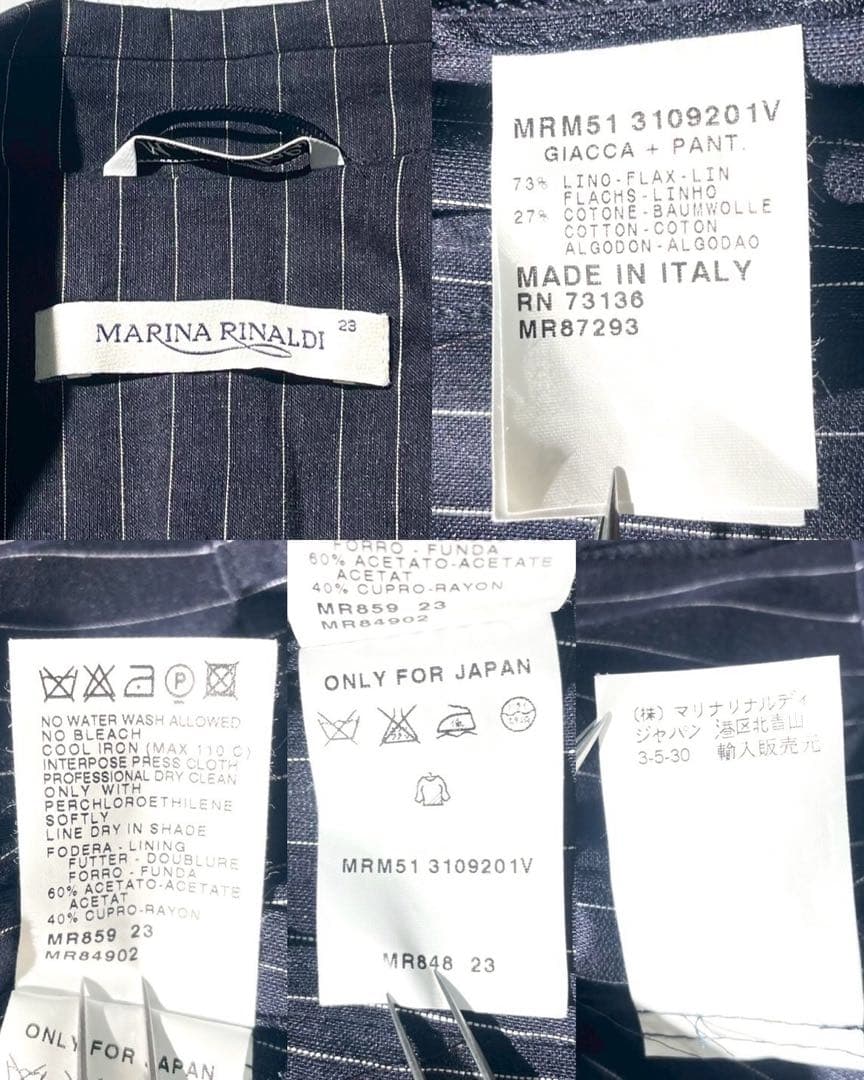 MARINA RINALDI 23
MRM51 3109201V
GIACCA + PANT.
73% LINO-FLAX-LIN
FLACHS-LINHO
27% COTONE-BAUMWOLLE
COTTON-COTON
ALGODON-ALGODAO
MADE IN ITALY
RN 73136
MR87293
P
NO WATER WASH ALLOWED
NO BLEACH
COOL IRON (MAX 110 C)
INTERPOSE PRESS CLOTH
PROFESSIONAL DRY CLEAN
ONLY WITH
PERCHLOROETHILENE
SOFTLY
LINE DRY IN SHADE
FODERA - LINING
FUTTER - DOUBLURE
FORRO - FUNDA
60% ACETATO-ACETATE
ACETAT
40% CUPRO-RAYON
MR859 23
MR84902
ONLY FOR JAPAN
FORRO - FUNDA
60% ACETATO-ACETATE
ACETAT
40% CUPRO-RAYON
MR859 23
MR84902
ONLY FOR JAPAN
MRM51 3109201V
MR848 23
(株) マリナリナルディ
ジャパン 港区北青山
3-5-30 輸入販売元